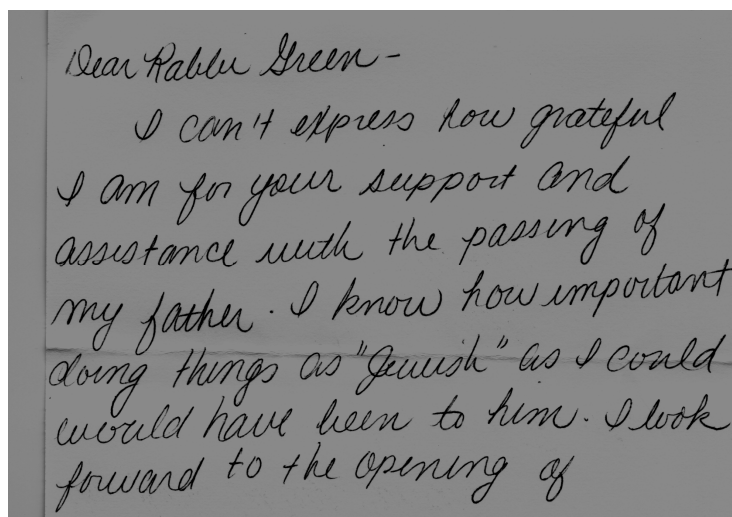 Dear Rabbi Green -
I can't express how grateful
I am for your support and
assistance with the passing of
my father. I know how important
doing things as "Jewish" as I could
would have been to him. I look
forward to the opening of